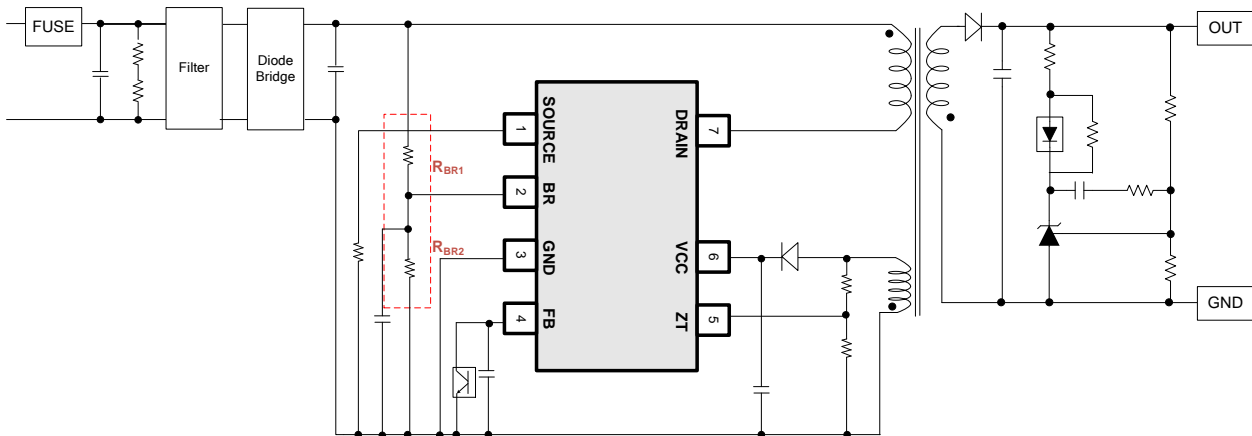 FUSE
Filter
Diode
Bridge
OUT
SOURCE
1
DRAIN
7
RBR1
2
BR
RBR2
3
GND
VCC
6
4
FB
ZT
5
GND